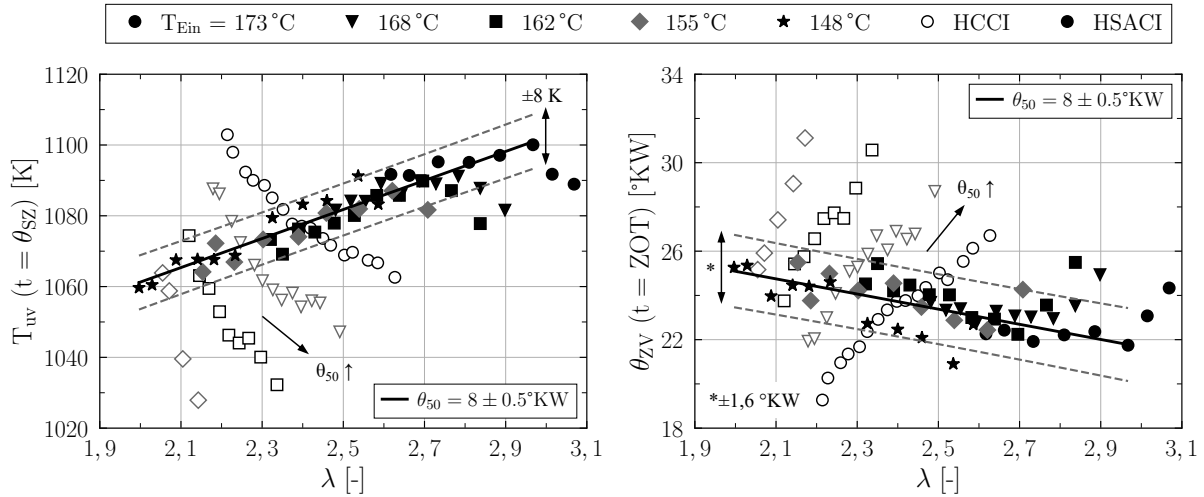 T_Ein = 173 °C 168 °C 162 °C 155 °C 148 °C HCCI HSACI
T_uv (t = θ_SZ) [K]
1120
1100
1080
1060
1040
1020
±8 K
θ_50 ↑
θ_50 = 8 ± 0.5°KW
1,9 2,1 2,3 2,5 2,7 2,9 3,1
λ [-]
θ_ZV (t = ZOT) [°KW]
34
30
26
22
18
θ_50 = 8 ± 0.5°KW
θ_50 ↑
*
*±1,6 °KW
1,9 2,1 2,3 2,5 2,7 2,9 3,1
λ [-]